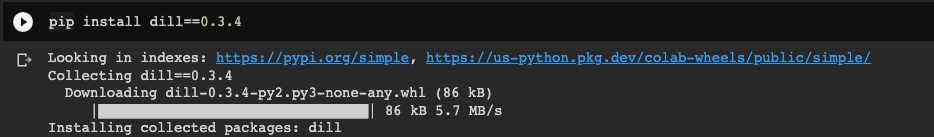 pip install dill==0.3.4
Looking in indexes: https://pypi.org/simple, https://us-python.pkg.dev/colab-wheels/public/simple/
Collecting dill==0.3.4
Downloading dill-0.3.4-py2.py3-none-any.whl (86 kB)
|████████████████████████████████| 86 kB 5.7 MB/s
Installing collected packages: dill